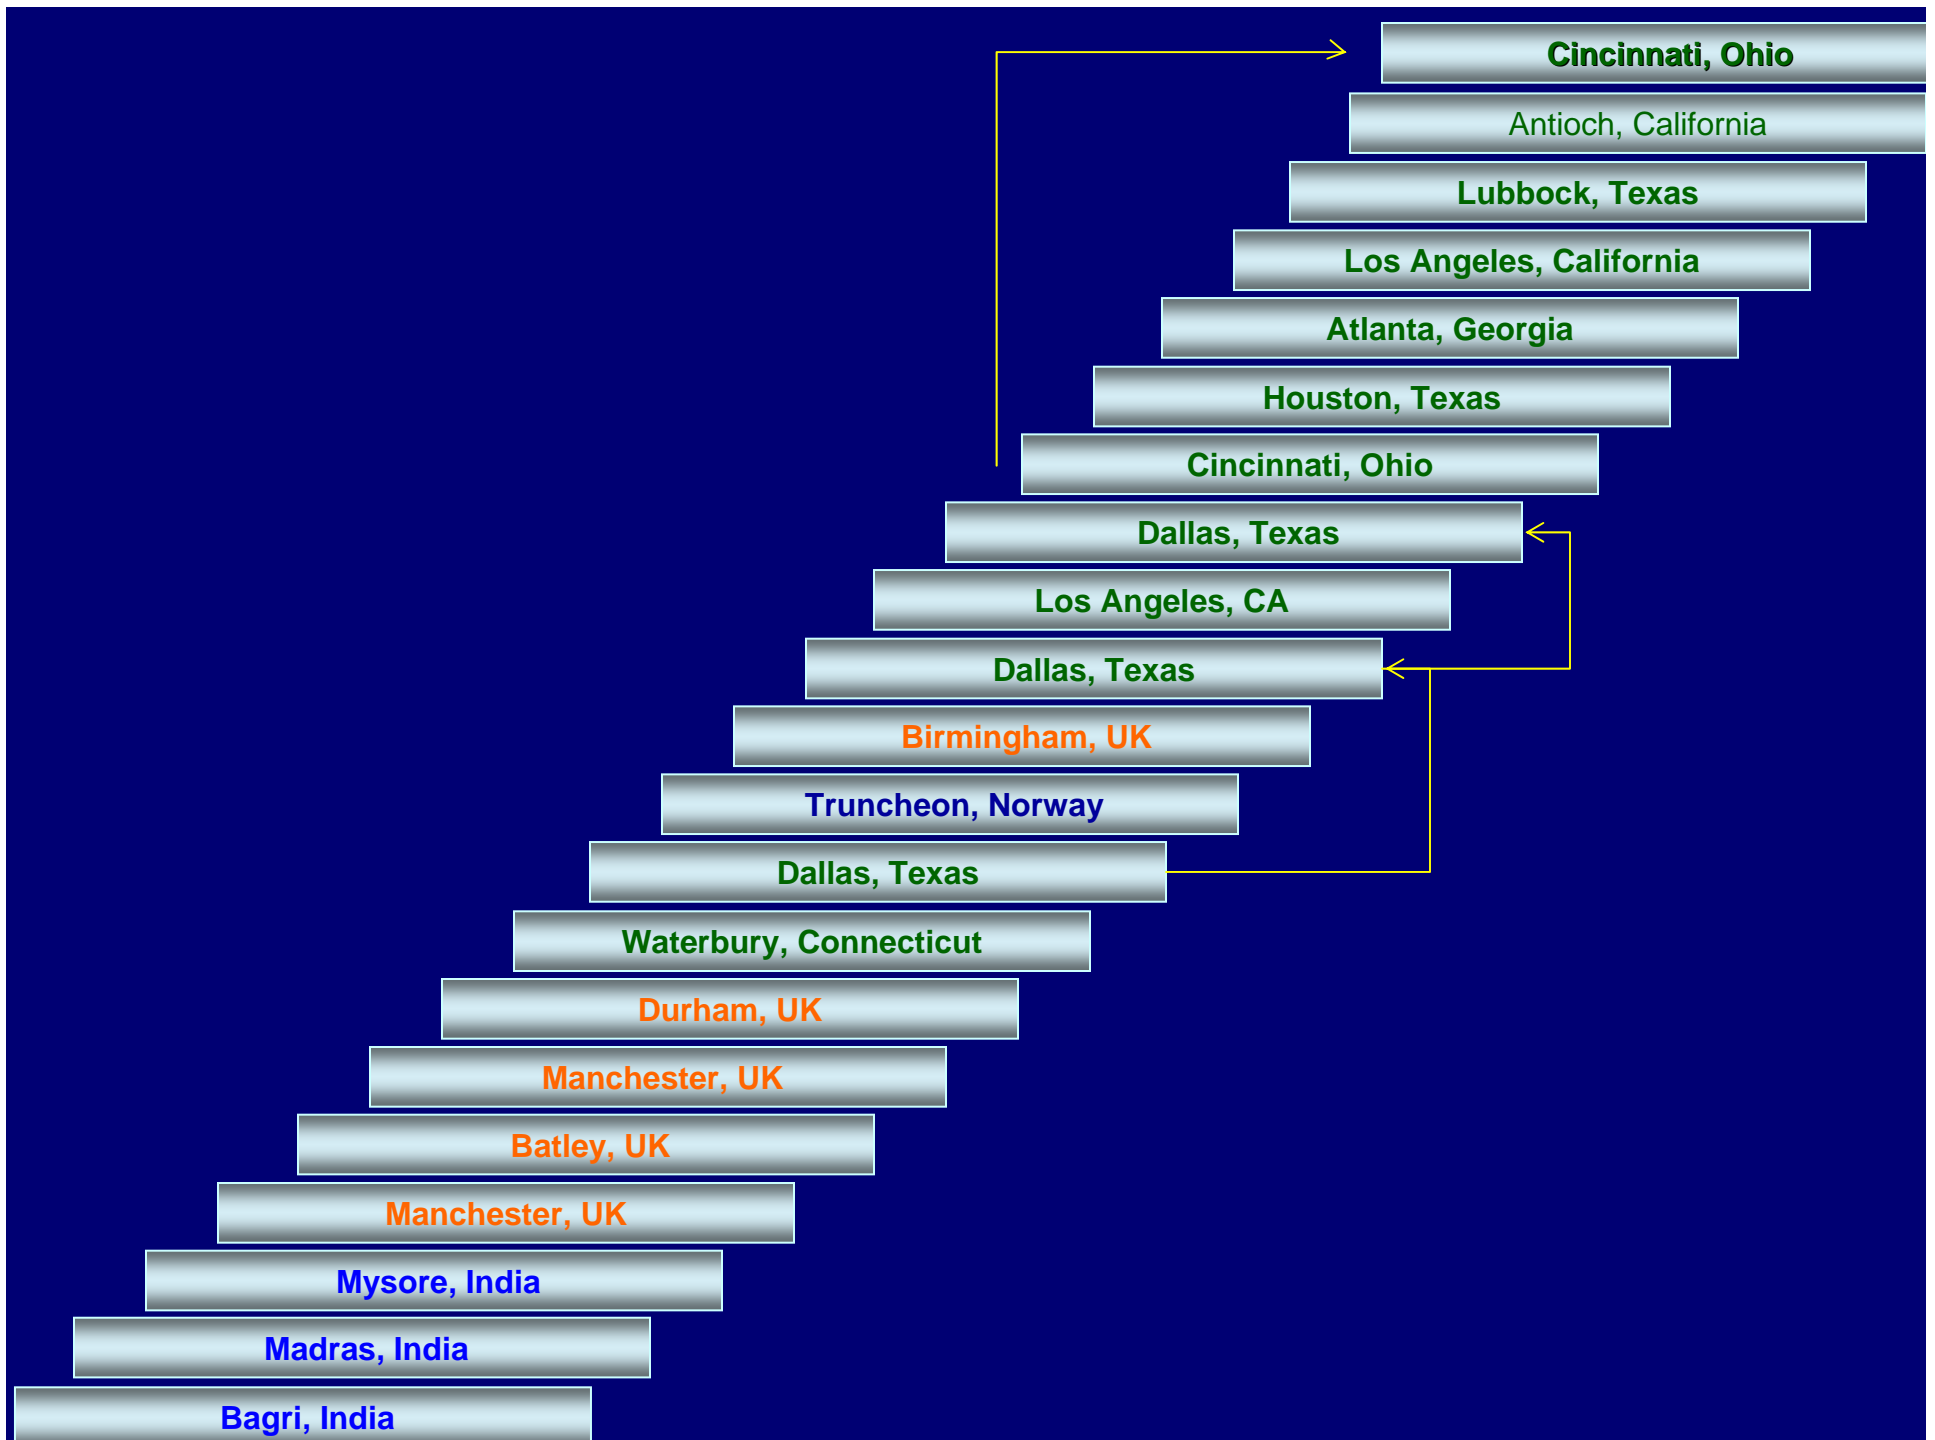 Cincinnati, Ohio
Antioch, California
Lubbock, Texas
Los Angeles, California
Atlanta, Georgia
Houston, Texas
Cincinnati, Ohio
Dallas, Texas
Los Angeles, CA
Dallas, Texas
Birmingham, UK
Truncheon, Norway
Dallas, Texas
Waterbury, Connecticut
Durham, UK
Manchester, UK
Batley, UK
Manchester, UK
Mysore, India
Madras, India
Bagri, India